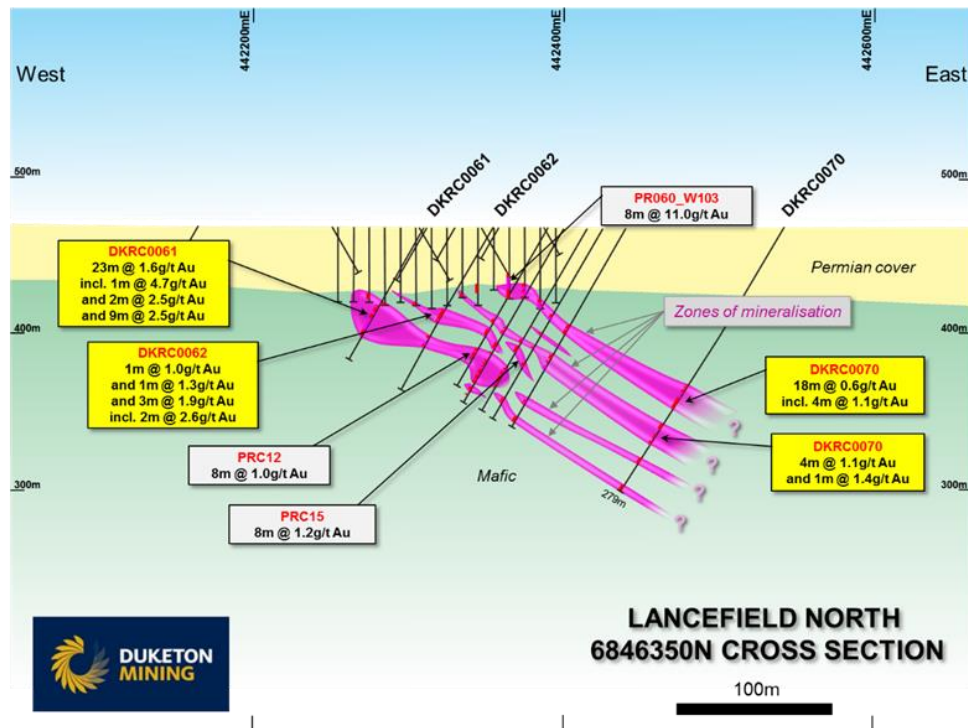 442200mE
442400mE
442600mE
West
East
500m
500m
DKRC0061
DKRC0062
DKRC0070
PR060_W103
8m @ 11.0g/t Au
DKRC0061
23m @ 1.6g/t Au
incl. 1m @ 4.7g/t Au
and 2m @ 2.5g/t Au
and 9m @ 2.5g/t Au
Permian cover
Zones of mineralisation
400m
400m
DKRC0062
1m @ 1.0g/t Au
and 1m @ 1.3g/t Au
and 3m @ 1.9g/t Au
incl. 2m @ 2.6g/t Au
DKRC0070
18m @ 0.6g/t Au
incl. 4m @ 1.1g/t Au
?
DKRC0070
4m @ 1.1g/t Au
and 1m @ 1.4g/t Au
?
PRC12
8m @ 1.0g/t Au
Mafic
?
300m
300m
279m
PRC15
8m @ 1.2g/t Au
?
LANCEFIELD NORTH
6846350N CROSS SECTION
DUKETON
MINING
100m